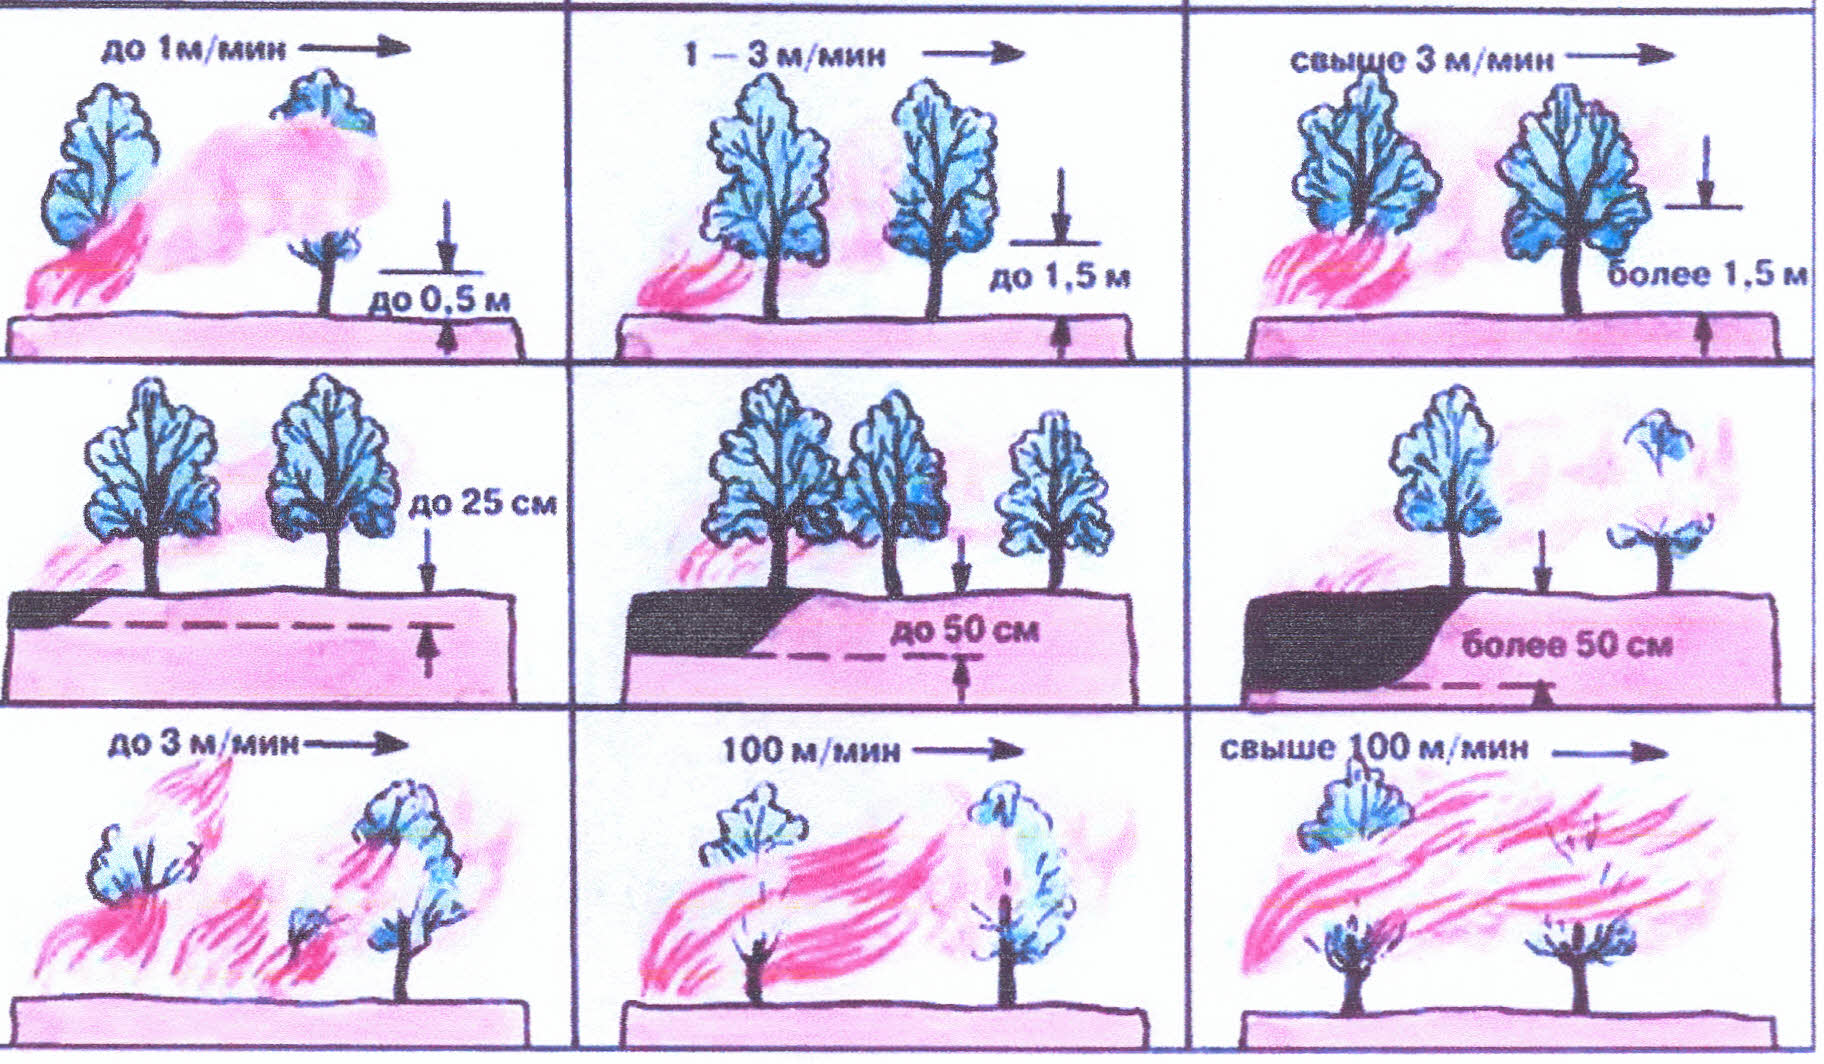 до 1м/мин
1 – 3 м/мин
свыше 3 м/мин
до 0,5 м
до 1,5 м
более 1,5 м
до 25 см
до 50 см
более 50 см
до 3 м/мин
100 м/мин
свыше 100 м/мин